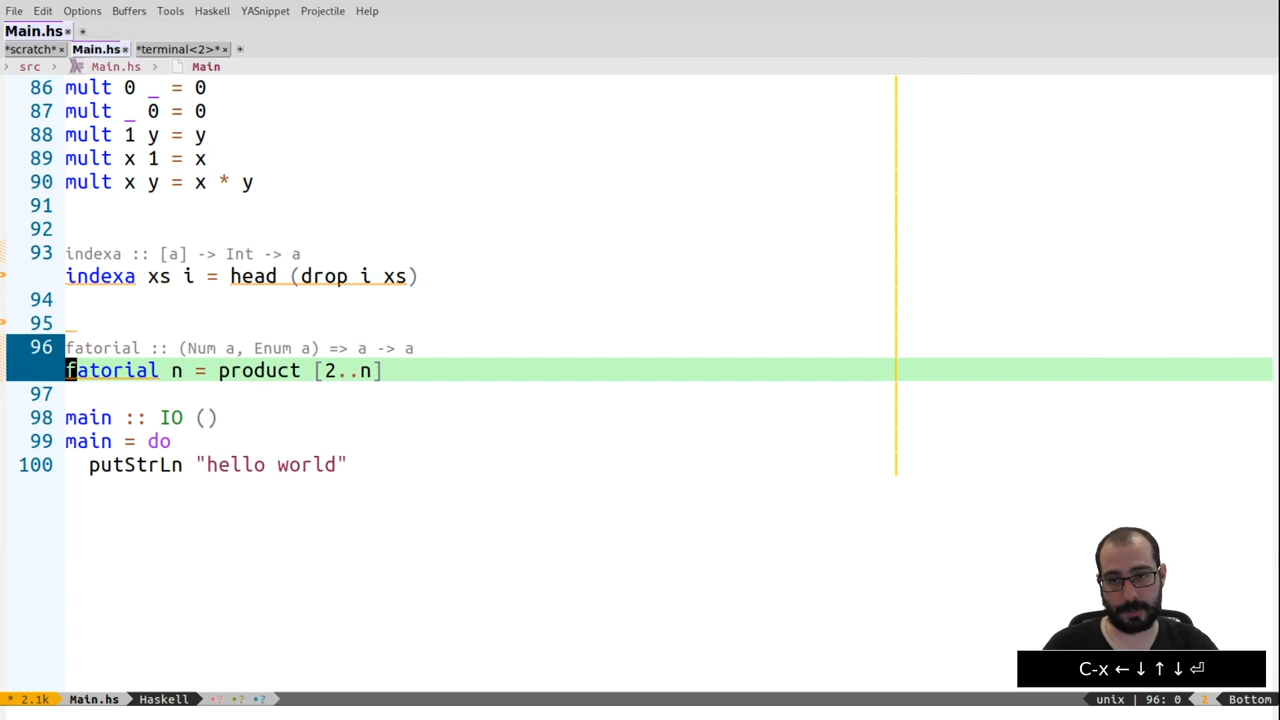 File Edit Options Buffers Tools Haskell YASnippet Projectile Help
Main.hs × +
*scratch* × Main.hs × *terminal<2>* × +
› src › Main.hs › Main
86 mult 0 _ = 0
87 mult _ 0 = 0
88 mult 1 y = y
89 mult x 1 = x
90 mult x y = x * y
91
92
93 indexa :: [a] -> Int -> a
indexa xs i = head (drop i xs)
94
95
96 fatorial :: (Num a, Enum a) => a -> a
fatorial n = product [2..n]
97
98 main :: IO ()
99 main = do
100 putStrLn "hello world"
C-x ← ↓ ↑ ↓ ⏎
* 2.1k Main.hs Haskell *? *? *? unix | 96: 0 2 Bottom